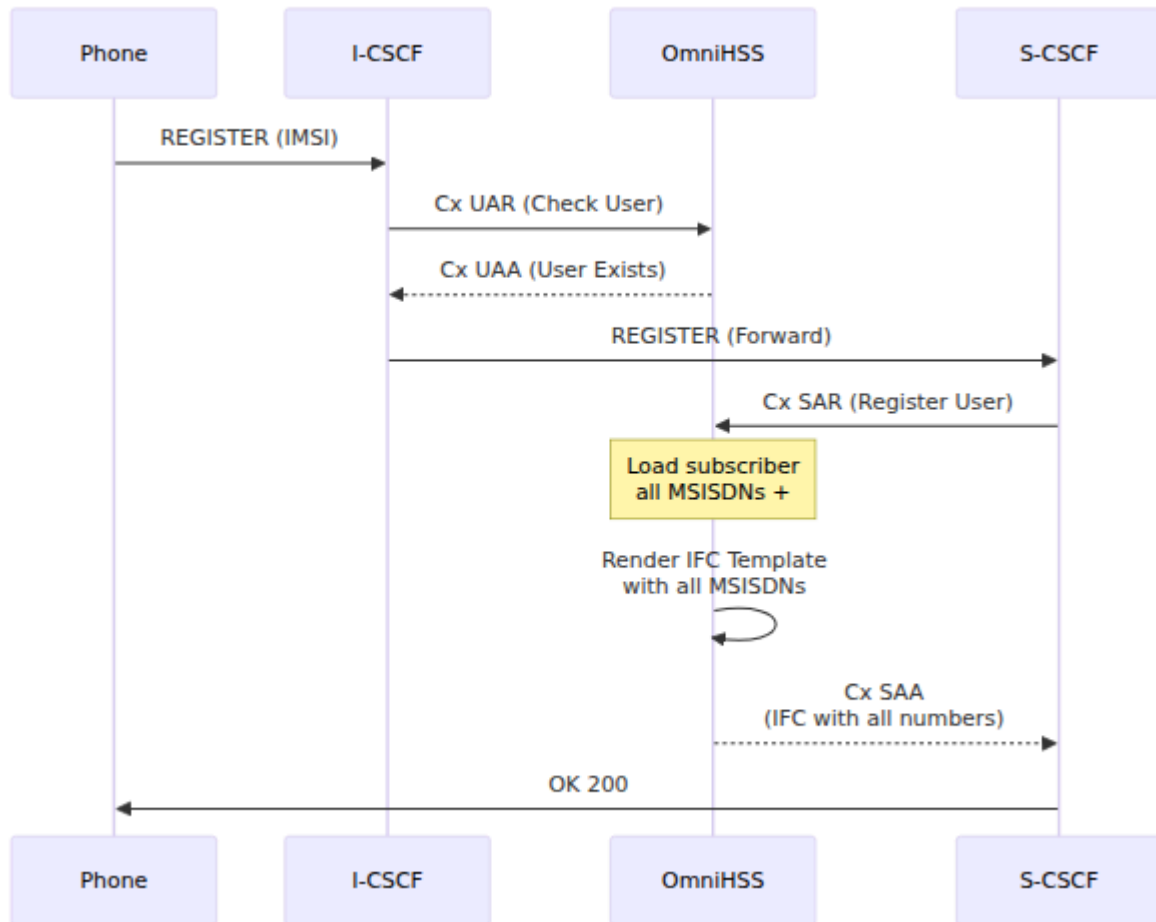 Phone
I-CSCF
OmniHSS
S-CSCF
REGISTER (IMSI)
Cx UAR (Check User)
Cx UAA (User Exists)
REGISTER (Forward)
Cx SAR (Register User)
Load subscriber
all MSISDNs +
Render IFC Template
with all MSISDNs
Cx SAA
(IFC with all numbers)
OK 200
Phone
I-CSCF
OmniHSS
S-CSCF